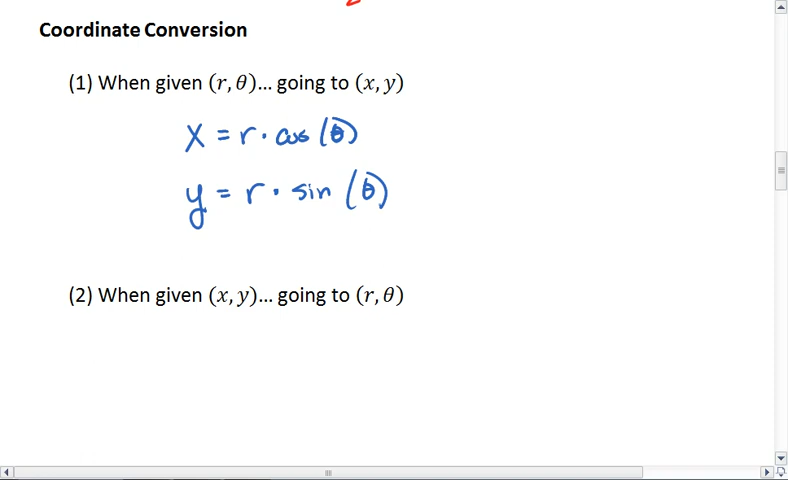 Coordinate Conversion
(1) When given (r, θ)... going to (x, y)
x = r · cos (θ)
y = r · sin (θ)
(2) When given (x, y)... going to (r, θ)